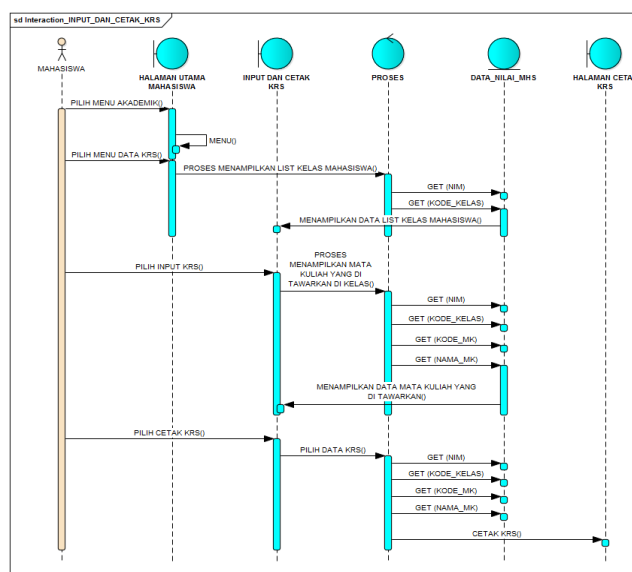 sd Interaction_INPUT_DAN_CETAK_KRS
MAHASISWA
HALAMAN UTAMA
MAHASISWA
INPUT DAN CETAK
KRS
PROSES
DATA_NILAI_MHS
HALAMAN CETA
KRS
PILIH MENU AKADEMIK()
MENU()
PILIH MENU DATA KRS()
PROSES MENAMPILKAN LIST KELAS MAHASISWA()
GET (NIM)
GET (KODE_KELAS)
MENAMPILKAN DATA LIST KELAS MAHASISWA()
PILIH INPUT KRS()
PROSES
MENAMPILKAN MATA
KULIAH YANG DI
TAWARKAN DI KELAS()
GET (NIM)
GET (KODE_KELAS)
GET (KODE_MK)
GET (NAMA_MK)
MENAMPILKAN DATA MATA KULIAH YANG
DI TAWARKAN()
PILIH CETAK KRS()
PILIH DATA KRS()
GET (NIM)
GET (KODE_KELAS)
GET (KODE_MK)
GET (NAMA_MK)
CETAK KRS()